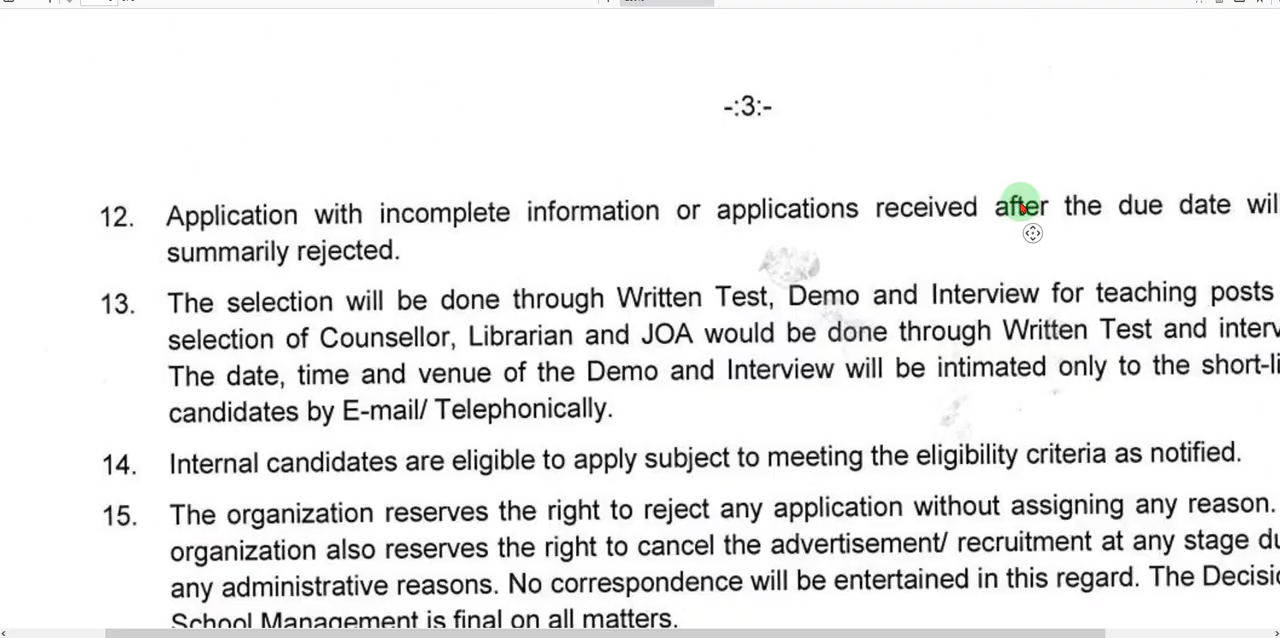 -:3:-
12. Application with incomplete information or applications received after the due date wil
summarily rejected.
13. The selection will be done through Written Test, Demo and Interview for teaching posts
selection of Counsellor, Librarian and JOA would be done through Written Test and interv
The date, time and venue of the Demo and Interview will be intimated only to the short-li
candidates by E-mail/ Telephonically.
14. Internal candidates are eligible to apply subject to meeting the eligibility criteria as notified.
15. The organization reserves the right to reject any application without assigning any reason.
organization also reserves the right to cancel the advertisement/ recruitment at any stage du
any administrative reasons. No correspondence will be entertained in this regard. The Decisi
School Management is final on all matters.